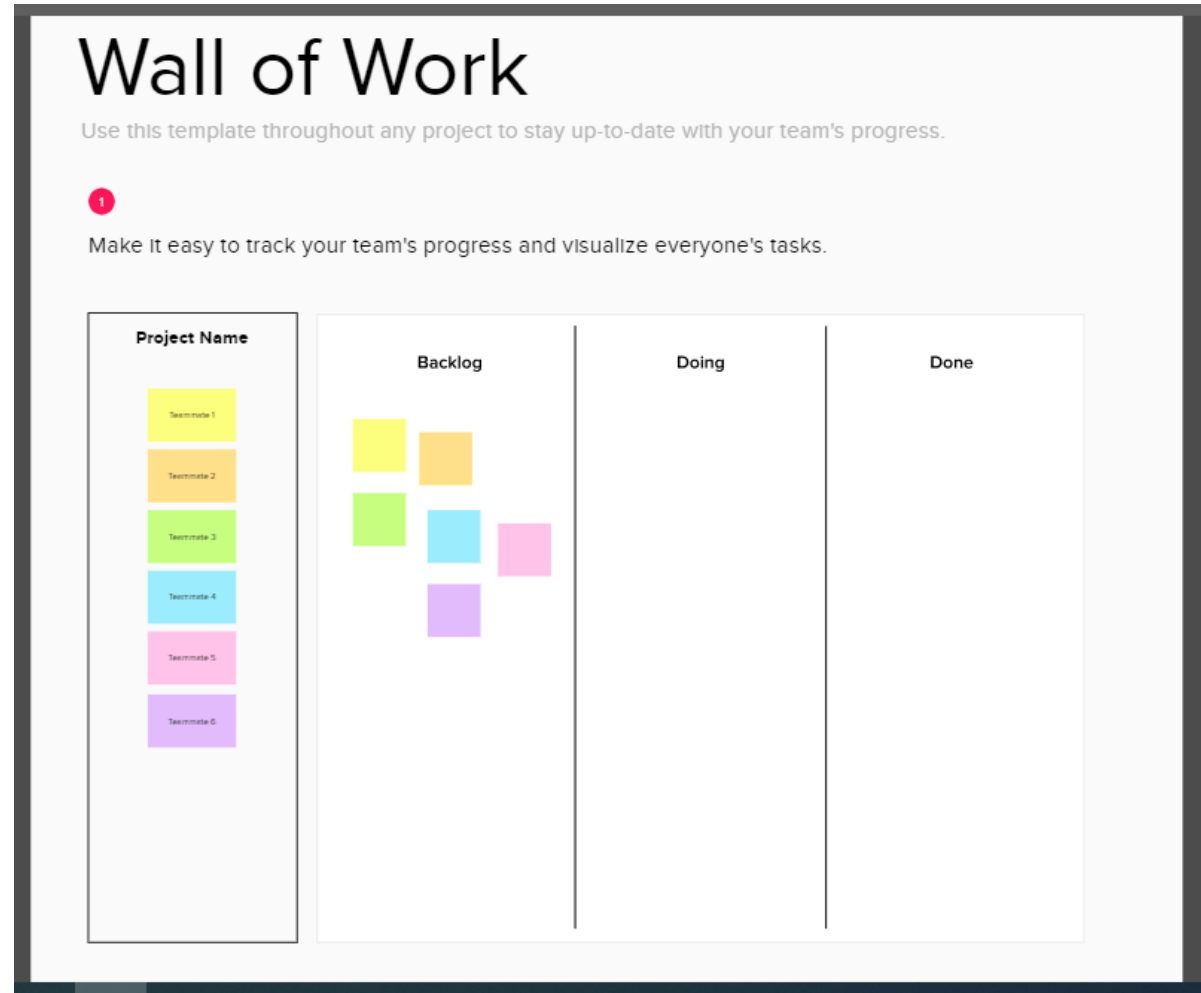 Wall of Work
Use this template throughout any project to stay up-to-date with your team's progress.
1
Make it easy to track your team's progress and visualize everyone's tasks.
Project Name
Teammate 1
Teammate 2
Teammate 3
Teammate 4
Teammate 5
Teammate 6
Backlog
Doing
Done